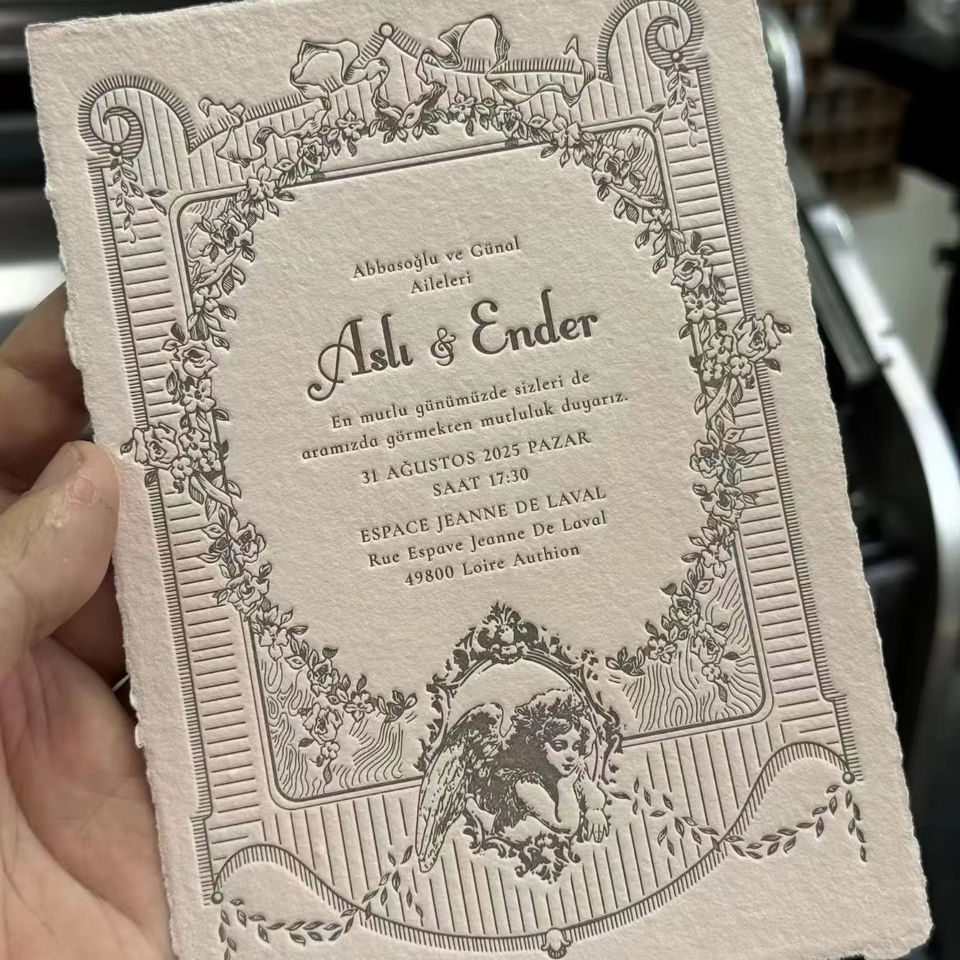 Abbasoğlu ve Günal
Aileleri
Aslı & Ender
En mutlu günümüzde sizleri de
aramızda görmekten mutluluk duyarız.
31 AĞUSTOS 2025 PAZAR
SAAT 17:30
ESPACE JEANNE DE LAVAL
Rue Espave Jeanne De Laval
49800 Loire Authion